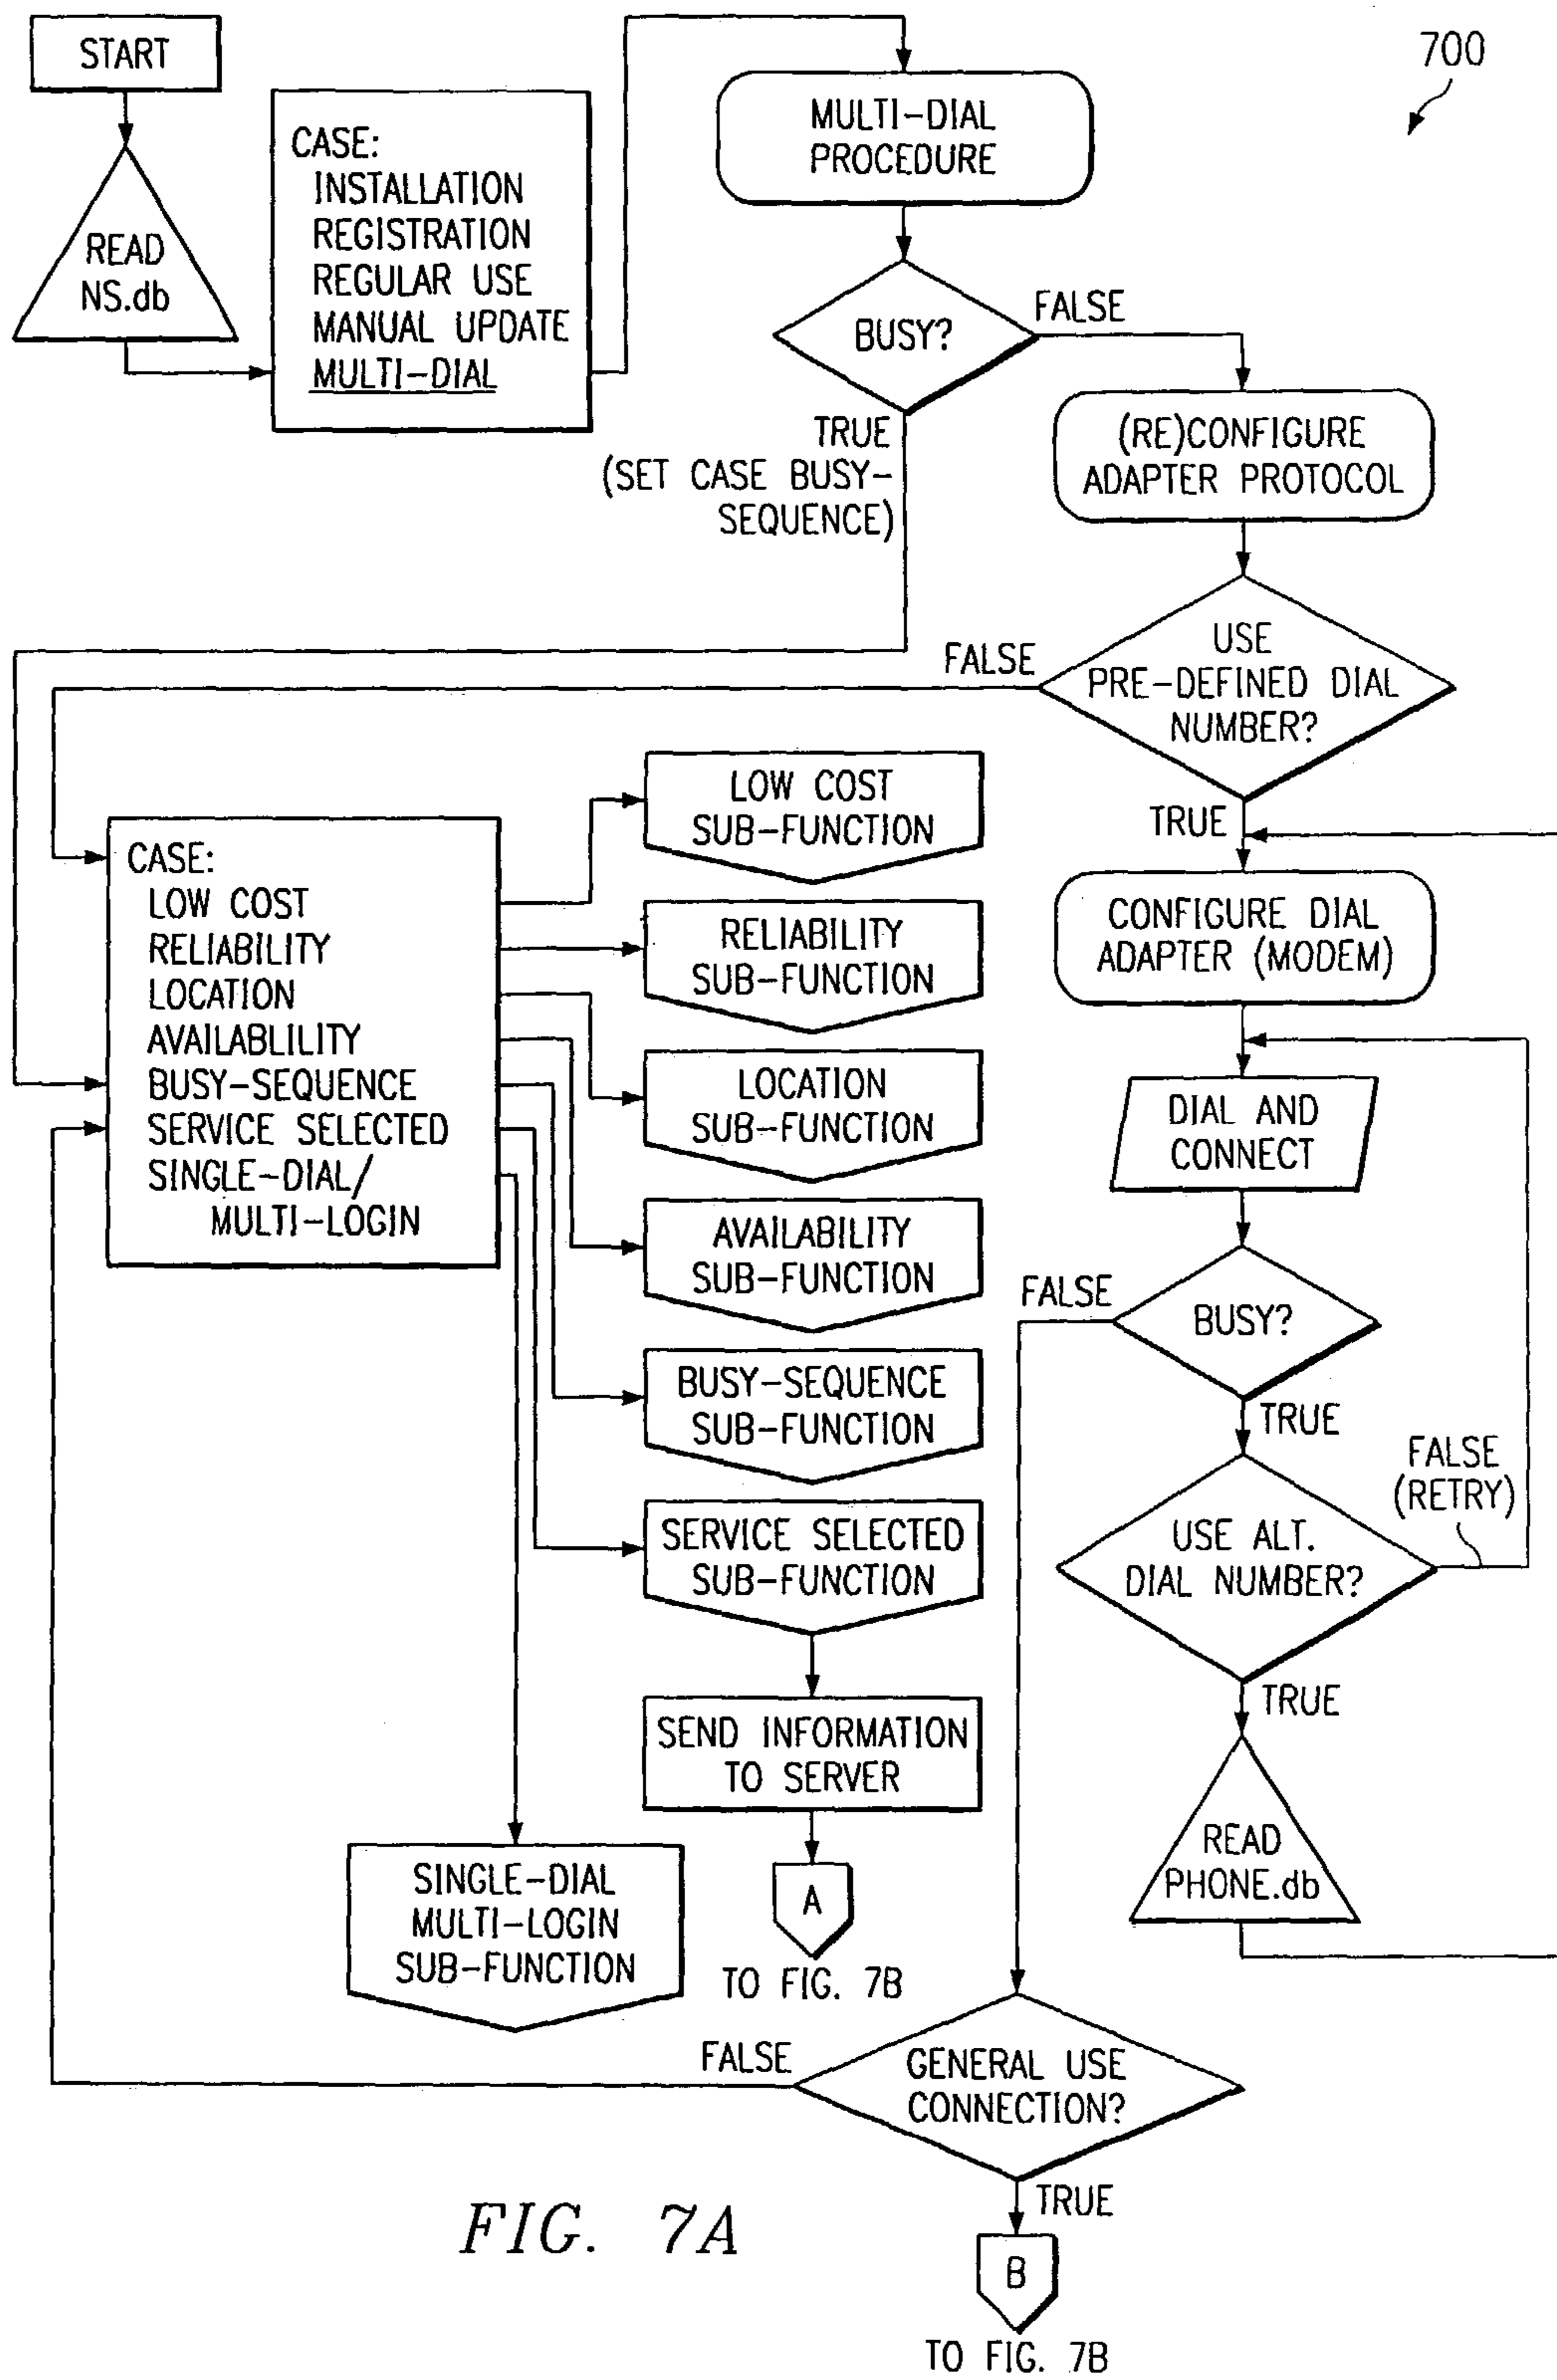 START
700
READ
NS.db
CASE:
INSTALLATION
REGISTRATION
REGULAR USE
MANUAL UPDATE
MULTI-DIAL
MULTI-DIAL
PROCEDURE
BUSY?
FALSE
TRUE
(SET CASE BUSY-
SEQUENCE)
(RE)CONFIGURE
ADAPTER PROTOCOL
USE
PRE-DEFINED DIAL
NUMBER?
FALSE
TRUE
CASE:
LOW COST
RELIABILITY
LOCATION
AVAILABLILITY
BUSY-SEQUENCE
SERVICE SELECTED
SINGLE-DIAL/
MULTI-LOGIN
LOW COST
SUB-FUNCTION
RELIABILITY
SUB-FUNCTION
LOCATION
SUB-FUNCTION
AVAILABILITY
SUB-FUNCTION
BUSY-SEQUENCE
SUB-FUNCTION
SERVICE SELECTED
SUB-FUNCTION
SEND INFORMATION
TO SERVER
A
TO FIG. 7B
SINGLE-DIAL
MULTI-LOGIN
SUB-FUNCTION
CONFIGURE DIAL
ADAPTER (MODEM)
DIAL AND
CONNECT
BUSY?
FALSE
TRUE
USE ALT.
DIAL NUMBER?
FALSE
(RETRY)
TRUE
READ
PHONE.db
GENERAL USE
CONNECTION?
FALSE
TRUE
B
TO FIG. 7B
FIG. 7A